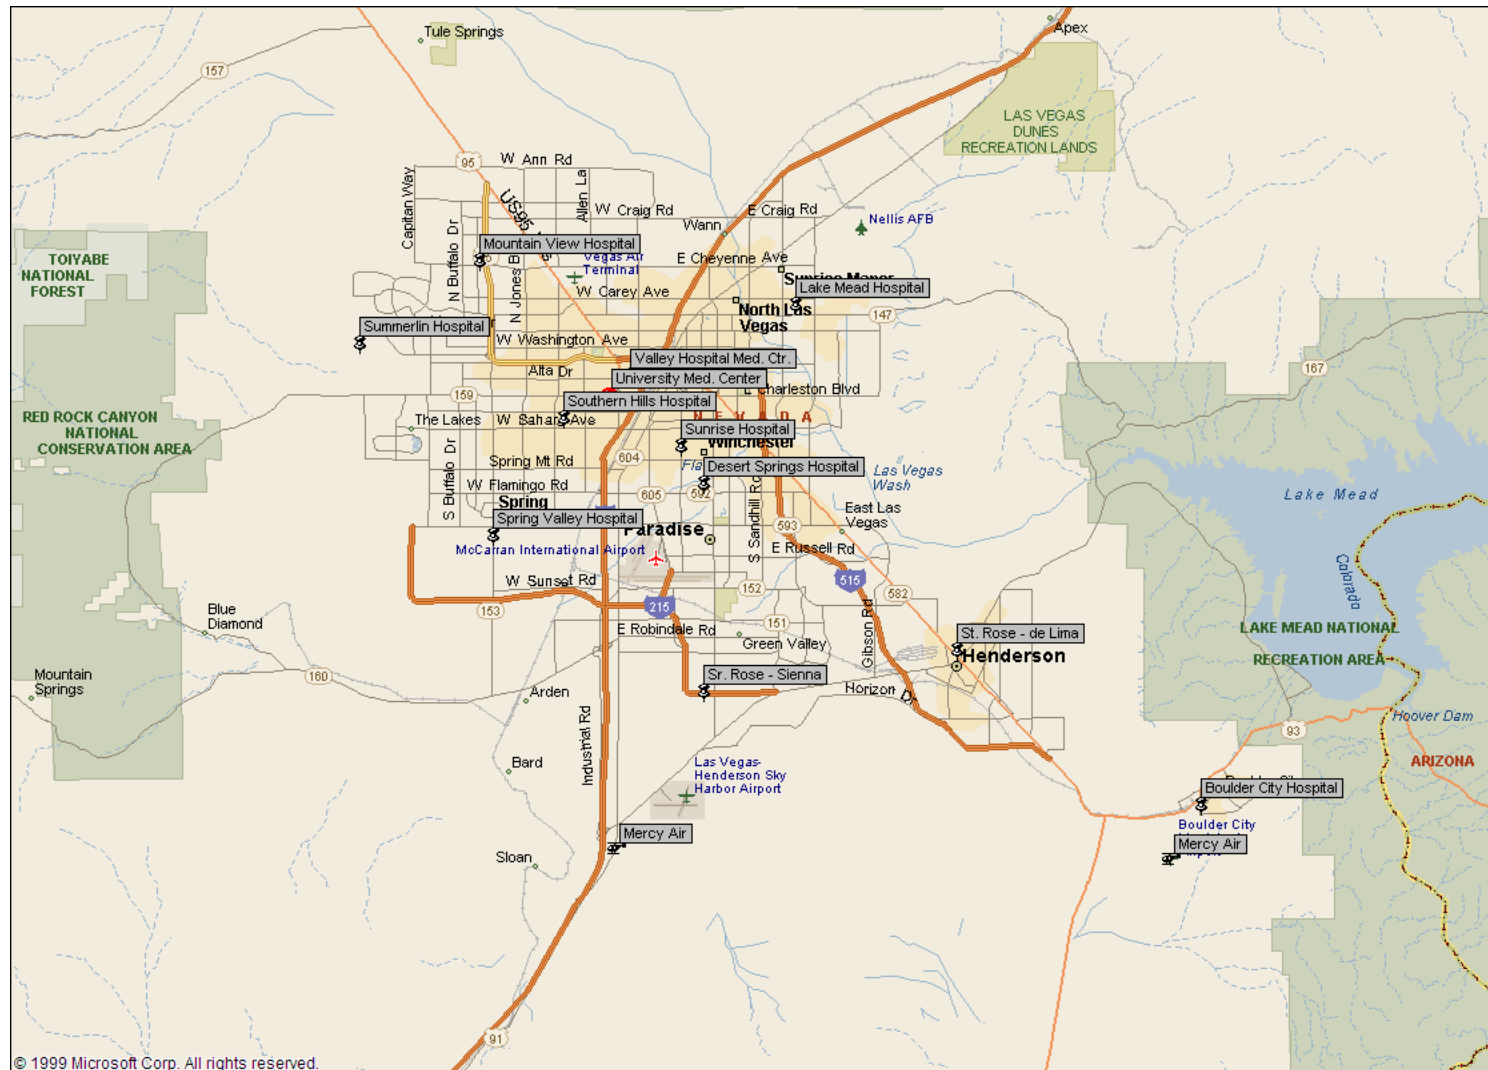 Tule Springs
Apex
157
LAS VEGAS
DUNES
RECREATION LANDS
95
W Ann Rd
Capitan Way
Allen La
US95
W Craig Rd
E Craig Rd
Wann
Nellis AFB
N Buffalo Dr
Mountain View Hospital
N Jones B
Vegas Air
Terminal
E Cheyenne Ave
TOIYABE
NATIONAL
FOREST
Sunrise Manor
Lake Mead Hospital
W Carey Ave
North Las
Vegas
147
Summerlin Hospital
W Washington Ave
Valley Hospital Med. Ctr.
167
Alta Dr
University Med. Center
159
E Charleston Blvd
Southern Hills Hospital
RED ROCK CANYON
NATIONAL
CONSERVATION AREA
The Lakes
W Sahara Ave
NEVADA
Sunrise Hospital
Winchester
S Buffalo Dr
Spring Mt Rd
604
Fla
Desert Springs Hospital
Las Vegas
Wash
W Flamingo Rd
605
592
S Sandhill Rd
Lake Mead
Spring
Spring Valley Hospital
East Las
Vegas
Paradise
593
McCarran International Airport
E Russell Rd
W Sunset Rd
515
Colorado
153
215
152
582
Blue
Diamond
E Robindale Rd
151
Green Valley
Gibson Rd
St. Rose - de Lima
Henderson
LAKE MEAD NATIONAL
RECREATION AREA
Mountain
Springs
160
Sr. Rose - Sienna
Arden
Horizon Dr
Industrial Rd
Hoover Dam
93
Bard
Las Vegas-
Henderson Sky
Harbor Airport
ARIZONA
Boulder City Hospital
Boulder City
Mercy Air
Mercy Air
Sloan
91
© 1999 Microsoft Corp. All rights reserved.